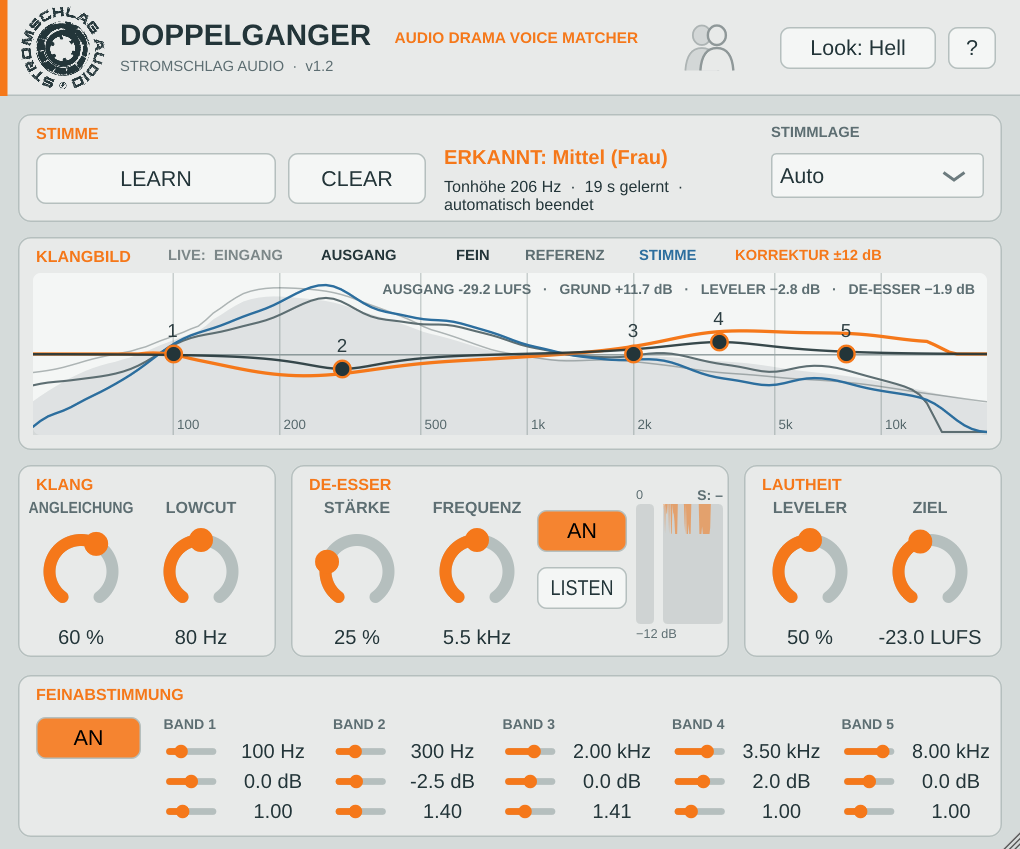 STROMSCHLAG AUDIO
DOPPELGANGER
AUDIO DRAMA VOICE MATCHER
STROMSCHLAG AUDIO · v1.2
Look: Hell
?
STIMME
LEARN
CLEAR
ERKANNT: Mittel (Frau)
Tonhöhe 206 Hz · 19 s gelernt ·
automatisch beendet
STIMMLAGE
Auto
KLANGBILD LIVE: EINGANG AUSGANG FEIN REFERENZ STIMME KORREKTUR ±12 dB
AUSGANG -29.2 LUFS · GRUND +11.7 dB · LEVELER −2.8 dB · DE-ESSER −1.9 dB
1 2 3 4 5
100 200 500 1k 2k 5k 10k
KLANG
ANGLEICHUNG LOWCUT
60 % 80 Hz
DE-ESSER
STÄRKE FREQUENZ
25 % 5.5 kHz
AN
LISTEN
0 S: –
−12 dB
LAUTHEIT
LEVELER ZIEL
50 % -23.0 LUFS
FEINABSTIMMUNG
AN
BAND 1 BAND 2 BAND 3 BAND 4 BAND 5
100 Hz 300 Hz 2.00 kHz 3.50 kHz 8.00 kHz
0.0 dB -2.5 dB 0.0 dB 2.0 dB 0.0 dB
1.00 1.40 1.41 1.00 1.00